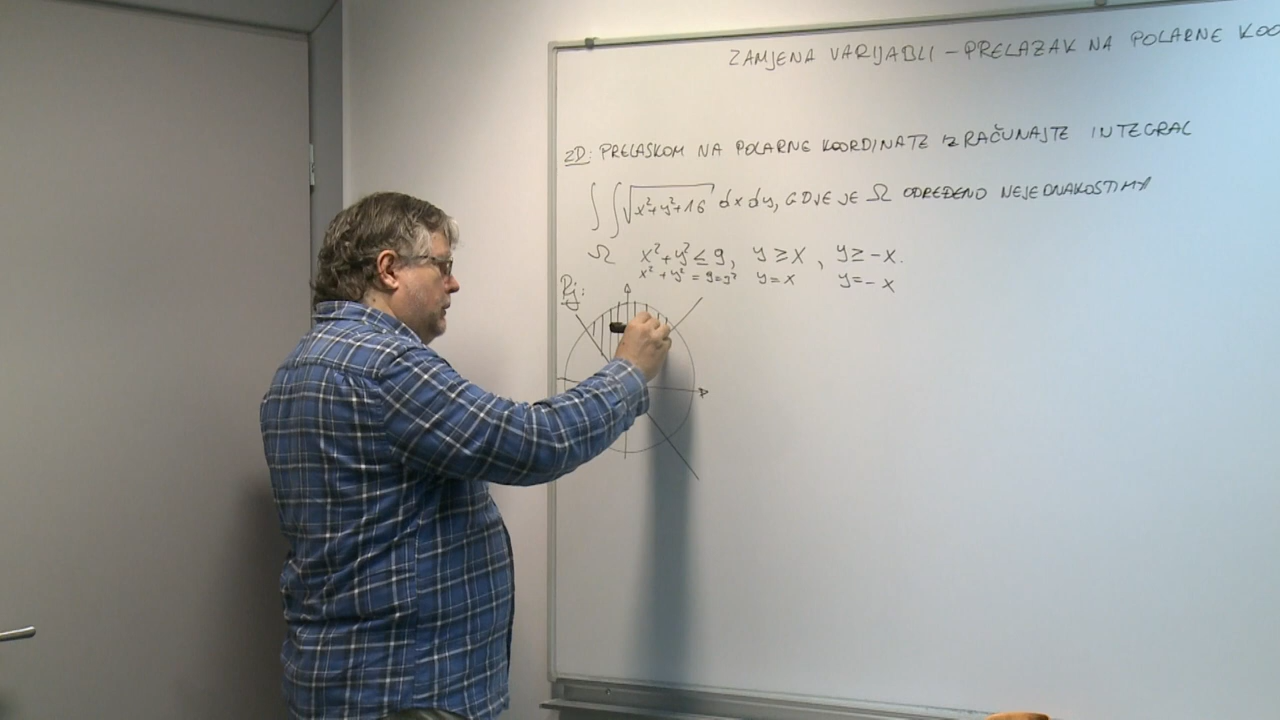 ZAMJENA VARIJABLI - PRELAZAK NA POLARNE KOO
ZD: PRELASKOM NA POLARNE KOORDINATE IZRAČUNAJTE INTEGRAL
∫∫√x²+y²+16 dx dy, GDJE JE Ω ODREĐENO NEJEDNAKOSTIMA
Ω x²+y² ≤ 9, y ≥ x, y ≥ -x.
x²+y² = 9 = 3² y = x y = -x
Rj: